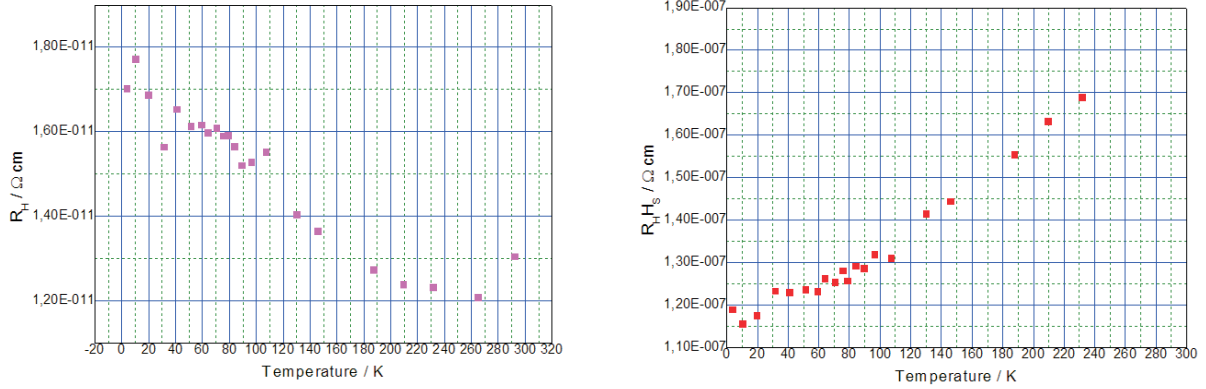 1,80E-011
1,60E-011
1,40E-011
1,20E-011
R_H / Ω cm
-20 0 20 40 60 80 100 120 140 160 180 200 220 240 260 280 300 320
Temperature / K
1,90E-007
1,80E-007
1,70E-007
1,60E-007
1,50E-007
1,40E-007
1,30E-007
1,20E-007
1,10E-007
R_H H_S / Ω cm
0 20 40 60 80 100 120 140 160 180 200 220 240 260 280 300
Temperature / K